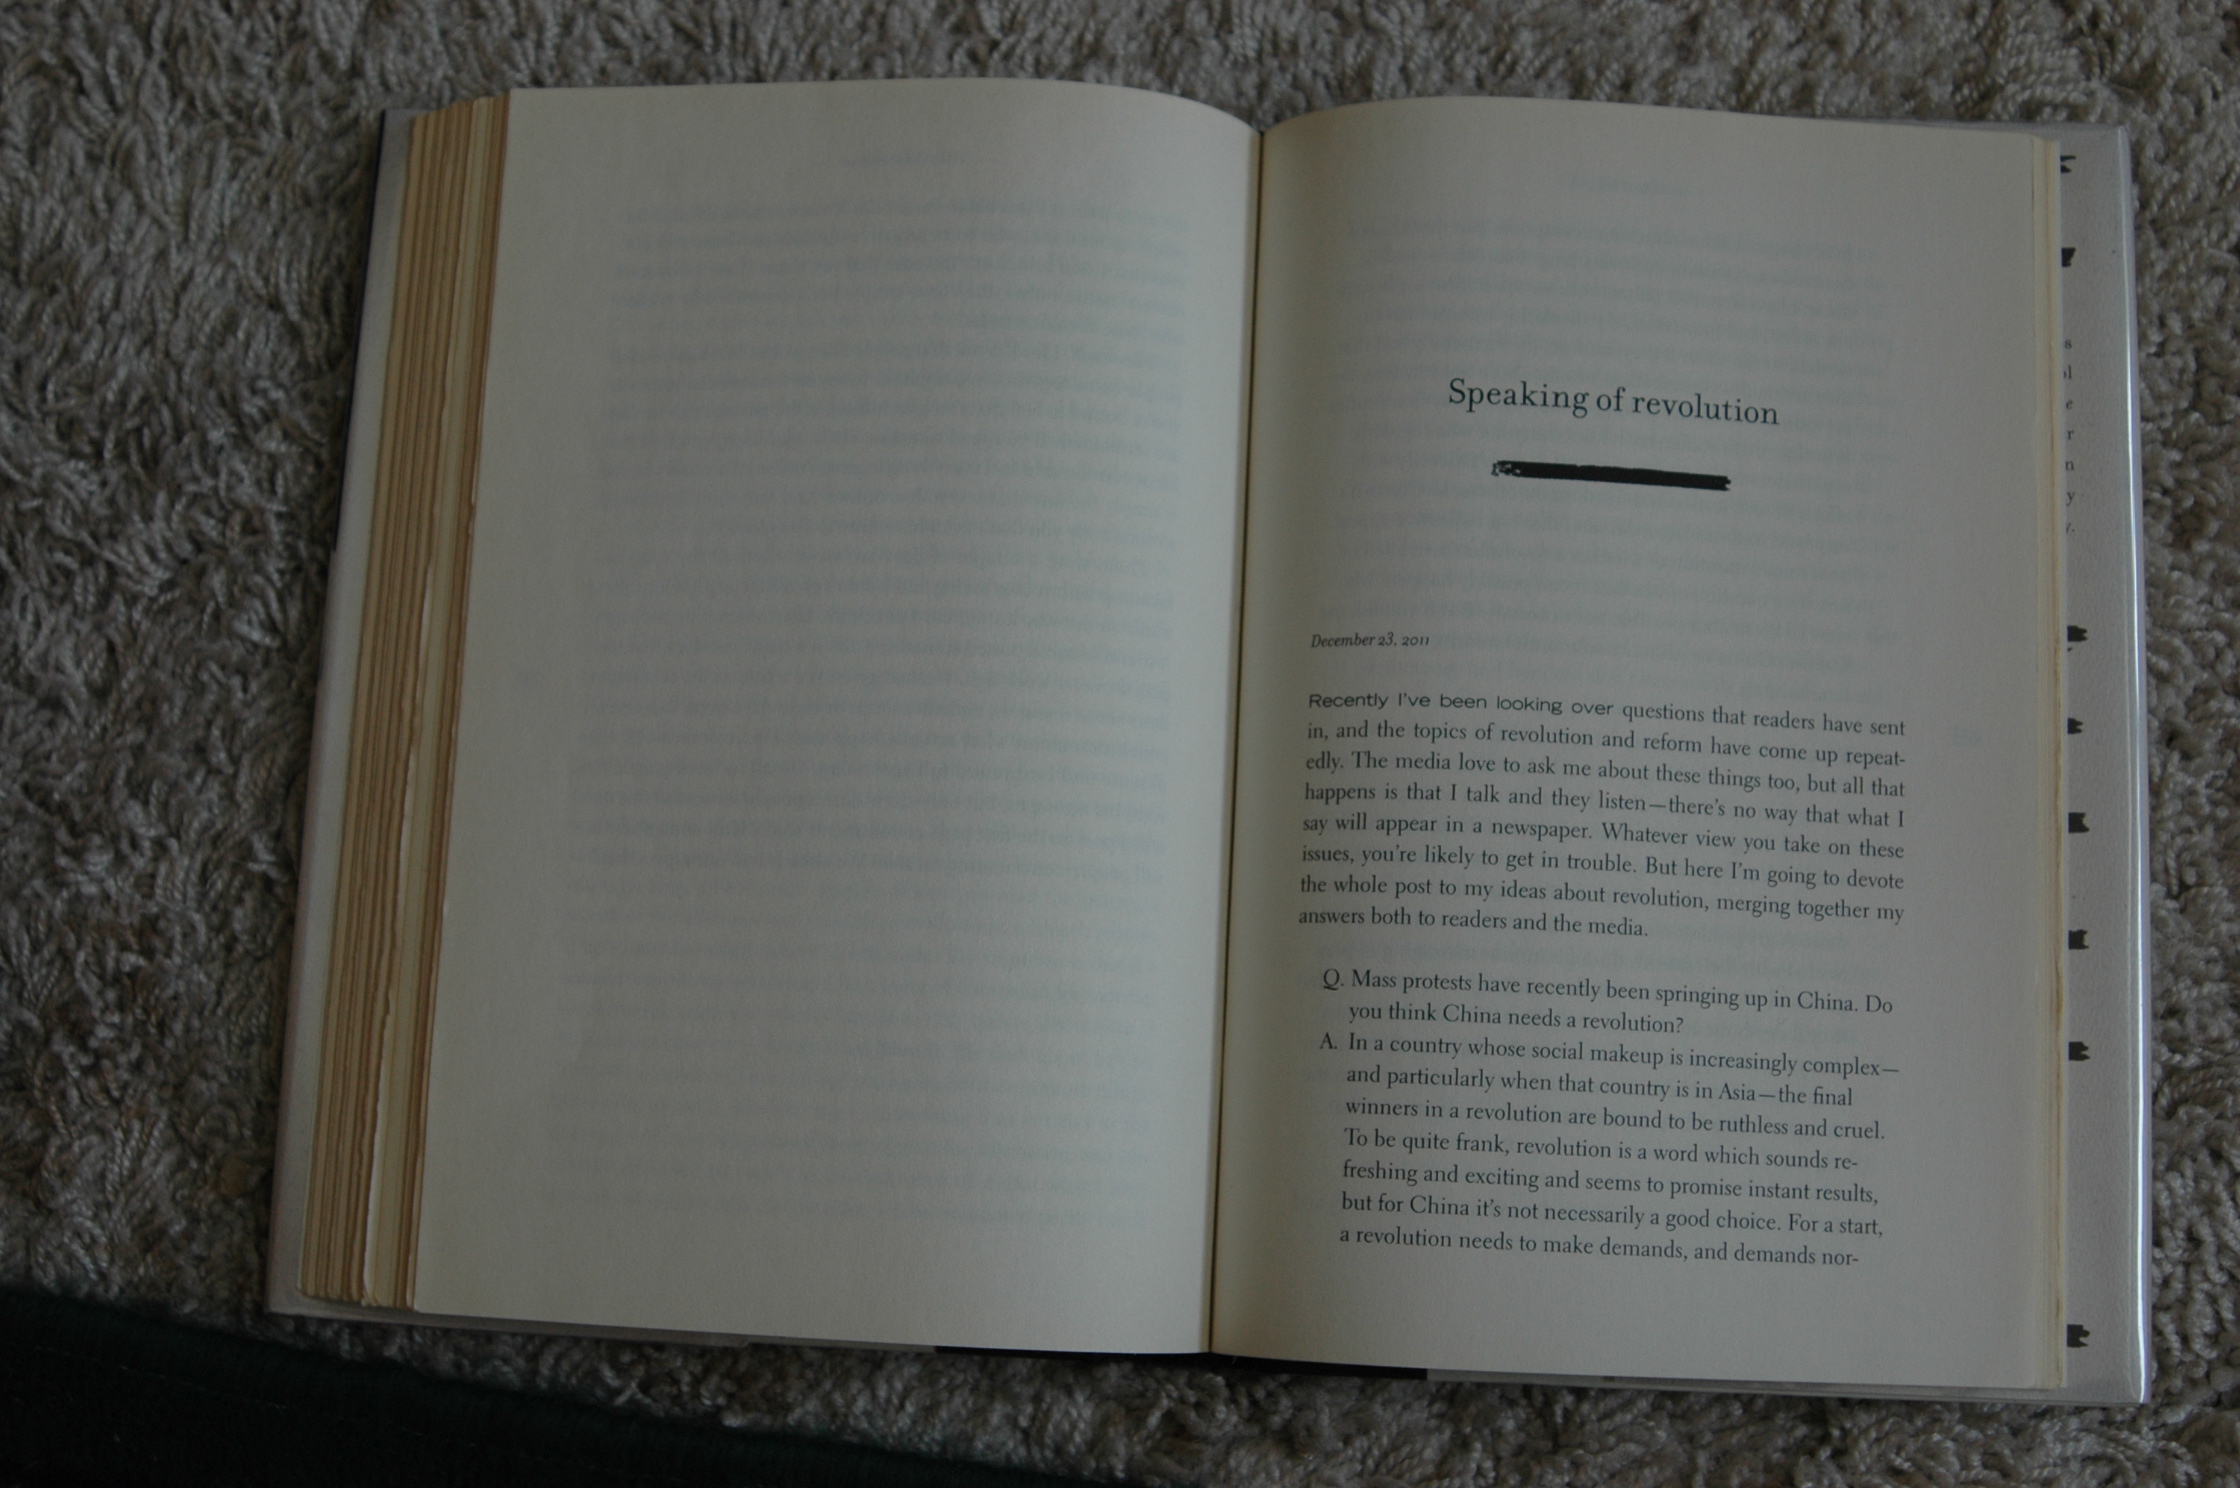 Speaking of revolution
December 23, 2011
Recently I've been looking over questions that readers have sent
in, and the topics of revolution and reform have come up repeat-
edly. The media love to ask me about these things too, but all that
happens is that I talk and they listen—there's no way that what I
say will appear in a newspaper. Whatever view you take on these
issues, you're likely to get in trouble. But here I'm going to devote
the whole post to my ideas about revolution, merging together my
answers both to readers and the media.
Q. Mass protests have recently been springing up in China. Do
you think China needs a revolution?
A. In a country whose social makeup is increasingly complex—
and particularly when that country is in Asia—the final
winners in a revolution are bound to be ruthless and cruel.
To be quite frank, revolution is a word which sounds re-
freshing and exciting and seems to promise instant results,
but for China it's not necessarily a good choice. For a start,
a revolution needs to make demands, and demands nor-